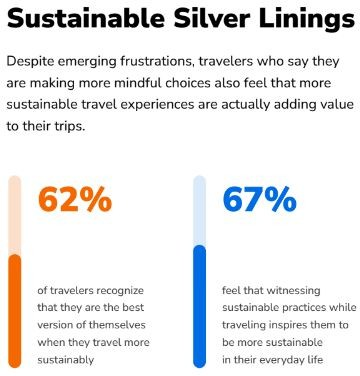 Sustainable Silver Linings
Despite emerging frustrations, travelers who say they
are making more mindful choices also feel that more
sustainable travel experiences are actually adding value
to their trips.
62%
of travelers recognize
that they are the best
version of themselves
when they travel more
sustainably
67%
feel that witnessing
sustainable practices while
traveling inspires them to
be more sustainable
in their everyday life